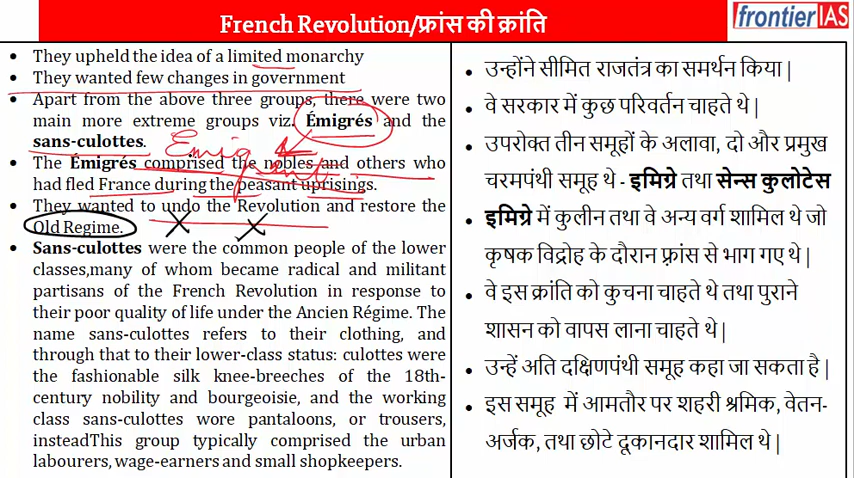 French Revolution/फ्रांस की क्रांति
frontier IAS
• They upheld the idea of a limited monarchy
• They wanted few changes in government
• Apart from the above three groups, there were two
main more extreme groups viz. Émigrés and the
sans-culottes.
Emigrant
• The Émigrés comprised the nobles and others who
had fled France during the peasant uprisings.
• They wanted to undo the Revolution and restore the
Old Regime.
• Sans-culottes were the common people of the lower
classes,many of whom became radical and militant
partisans of the French Revolution in response to
their poor quality of life under the Ancien Régime. The
name sans-culottes refers to their clothing, and
through that to their lower-class status: culottes were
the fashionable silk knee-breeches of the 18th-
century nobility and bourgeoisie, and the working
class sans-culottes wore pantaloons, or trousers,
insteadThis group typically comprised the urban
labourers, wage-earners and small shopkeepers.
• उन्होंने सीमित राजतंत्र का समर्थन किया |
• वे सरकार में कुछ परिवर्तन चाहते थे |
• उपरोक्त तीन समूहों के अलावा, दो और प्रमुख
चरमपंथी समूह थे - इमिग्रे तथा सेन्स कुलोटेस
• इमिग्रे में कुलीन तथा वे अन्य वर्ग शामिल थे जो
कृषक विद्रोह के दौरान फ़्रांस से भाग गए थे |
• वे इस क्रांति को कुचना चाहते थे तथा पुराने
शासन को वापस लाना चाहते थे |
• उन्हें अति दक्षिणपंथी समूह कहा जा सकता है |
• इस समूह में आमतौर पर शहरी श्रमिक, वेतन-
अर्जक, तथा छोटे दूकानदार शामिल थे |